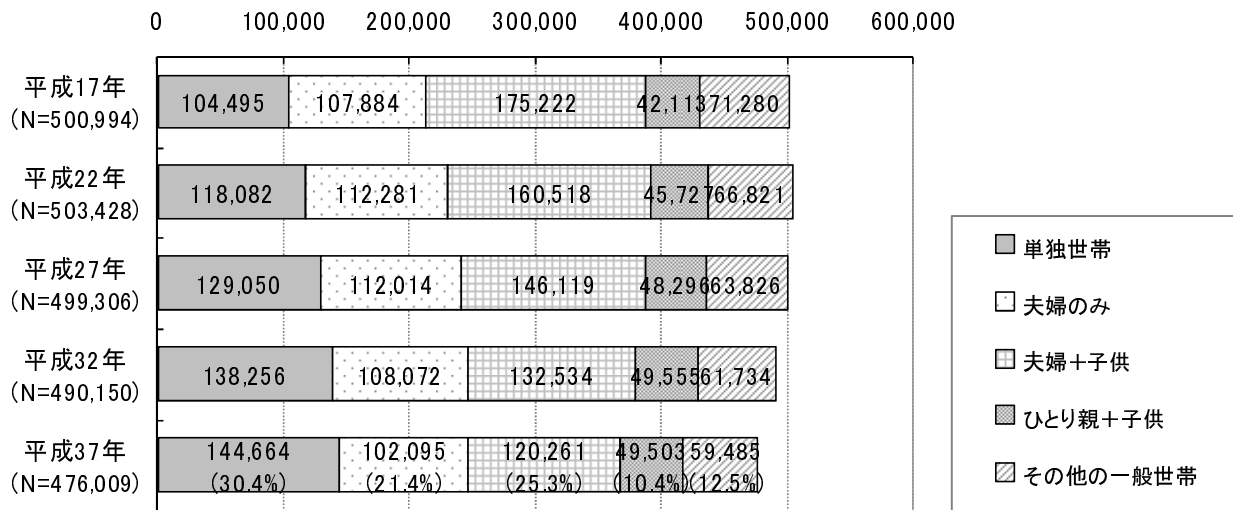 0 100,000 200,000 300,000 400,000 500,000 600,000
平成17年
(N=500,994)
104,495 107,884 175,222 42,113 71,280
平成22年
(N=503,428)
118,082 112,281 160,518 45,727 66,821
平成27年
(N=499,306)
129,050 112,014 146,119 48,296 63,826
平成32年
(N=490,150)
138,256 108,072 132,534 49,555 61,734
平成37年
(N=476,009)
144,664 102,095 120,261 49,503 59,485
(30.4%) (21.4%) (25.3%) (10.4%) (12.5%)
単独世帯
夫婦のみ
夫婦＋子供
ひとり親＋子供
その他の一般世帯